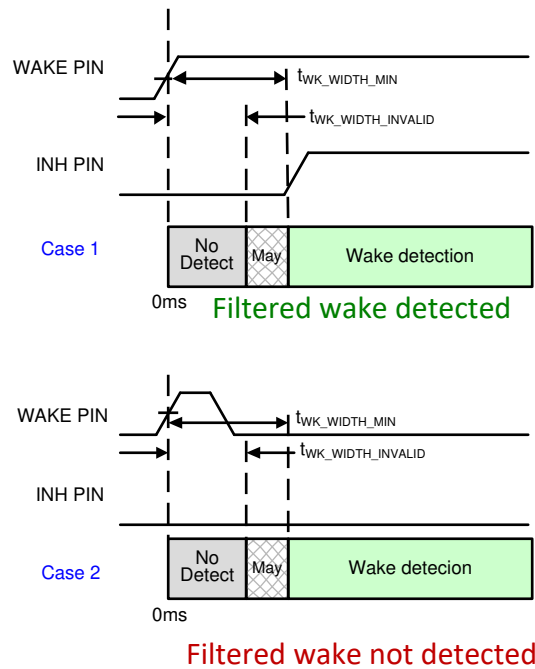 WAKE PIN
tWK_WIDTH_MIN
tWK_WIDTH_INVALID
INH PIN
Case 1
No
Detect
May
Wake detection
0ms
Filtered wake detected
WAKE PIN
tWK_WIDTH_MIN
tWK_WIDTH_INVALID
INH PIN
Case 2
No
Detect
May
Wake detecion
0ms
Filtered wake not detected